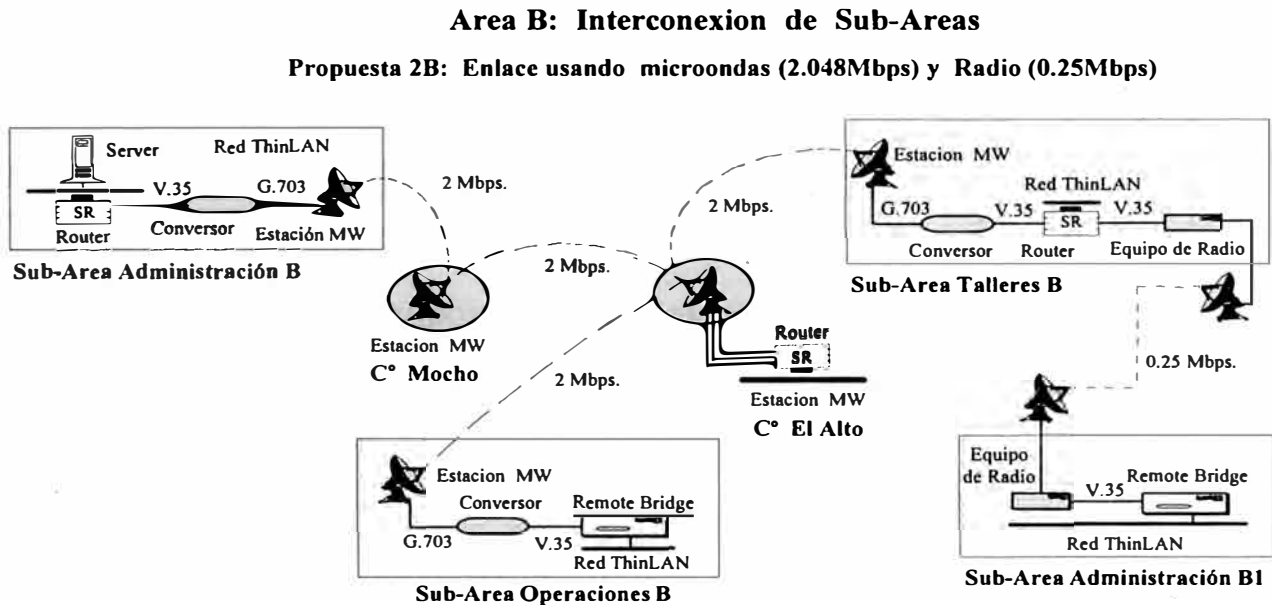 Area B: Interconexion de Sub-Areas
Propuesta 2B: Enlace usando microondas (2.048Mbps) y Radio (0.25Mbps)
Server
Red ThinLAN
V.35
G.703
SR
Router
Conversor
Estación MW
Sub-Area Administración B
2 Mbps.
2 Mbps.
2 Mbps.
2 Mbps.
Estacion MW
C° Mocho
Router
SR
Estacion MW
C° El Alto
Estacion MW
Red ThinLAN
G.703
V.35
SR
V.35
Conversor
Router
Equipo de Radio
Sub-Area Talleres B
0.25 Mbps.
Estacion MW
Conversor
Remote Bridge
G.703
V.35
Red ThinLAN
Sub-Area Operaciones B
Equipo
de Radio
Remote Bridge
V.35
Red ThinLAN
Sub-Area Administración B1